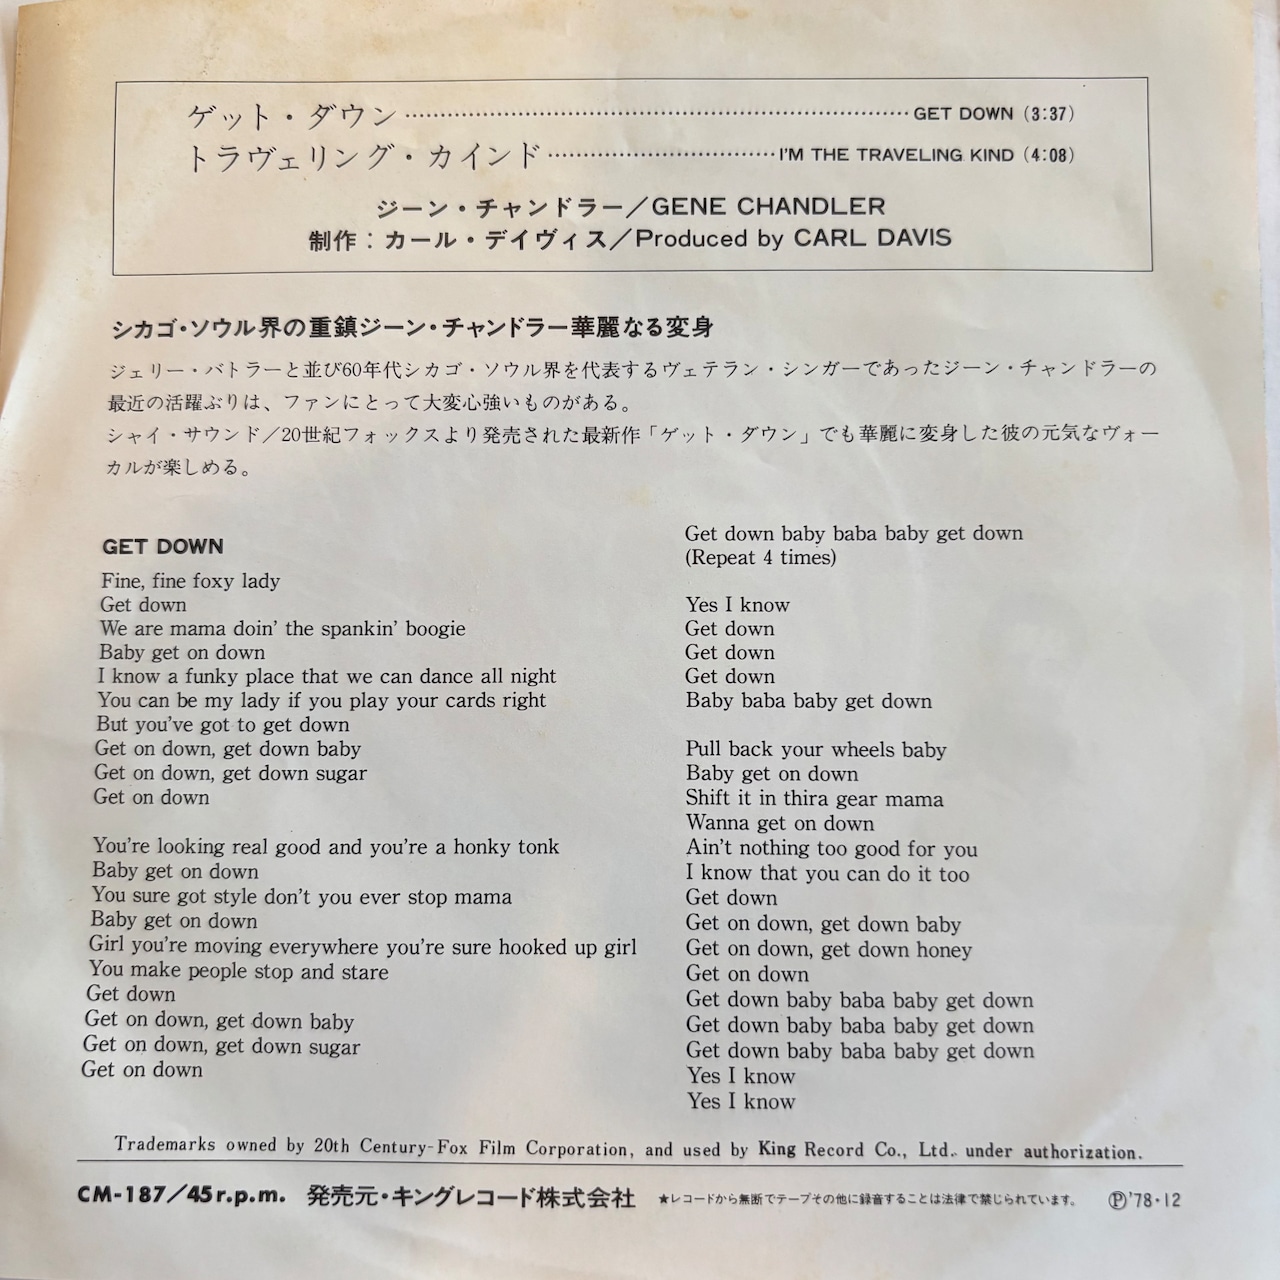 ゲット・ダウン……GET DOWN (3:37)
トラヴェリング・カインド……I'M THE TRAVELING KIND (4:08)
ジーン・チャンドラー／GENE CHANDLER
制作：カール・デイヴィス／Produced by CARL DAVIS
シカゴ・ソウル界の重鎮ジーン・チャンドラー華麗なる変身
ジェリー・バトラーと並び60年代シカゴ・ソウル界を代表するヴェテラン・シンガーであったジーン・チャンドラーの
最近の活躍ぶりは、ファンにとって大変心強いものがある。
シャイ・サウンド／20世紀フォックスより発売された最新作「ゲット・ダウン」でも華麗に変身した彼の元気なヴォー
カルが楽しめる。
GET DOWN
Fine, fine foxy lady
Get down
We are mama doin' the spankin' boogie
Baby get on down
I know a funky place that we can dance all night
You can be my lady if you play your cards right
But you've got to get down
Get on down, get down baby
Get on down, get down sugar
Get on down
You're looking real good and you're a honky tonk
Baby get on down
You sure got style don't you ever stop mama
Baby get on down
Girl you're moving everywhere you're sure hooked up girl
You make people stop and stare
Get down
Get on down, get down baby
Get on down, get down sugar
Get on down
Get down baby baba baby get down
(Repeat 4 times)
Yes I know
Get down
Get down
Get down
Baby baba baby get down
Pull back your wheels baby
Baby get on down
Shift it in thira gear mama
Wanna get on down
Ain't nothing too good for you
I know that you can do it too
Get down
Get on down, get down baby
Get on down, get down honey
Get on down
Get down baby baba baby get down
Get down baby baba baby get down
Get down baby baba baby get down
Yes I know
Yes I know
Trademarks owned by 20th Century-Fox Film Corporation, and used by King Record Co., Ltd. under authorization.
CM-187／45r.p.m. 発売元・キングレコード株式会社 ★レコードから無断でテープその他に録音することは法律で禁じられています。 Ⓟ'78・12